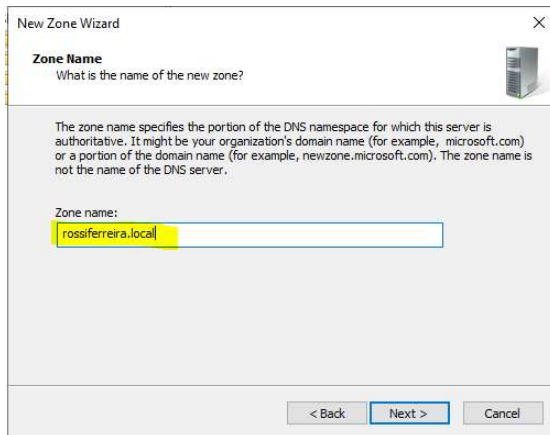 New Zone Wizard
Zone Name
What is the name of the new zone?
The zone name specifies the portion of the DNS namespace for which this server is
authoritative. It might be your organization's domain name (for example, microsoft.com)
or a portion of the domain name (for example, newzone.microsoft.com). The zone name is
not the name of the DNS server.
Zone name:
rossiferreira.local
< Back
Next >
Cancel